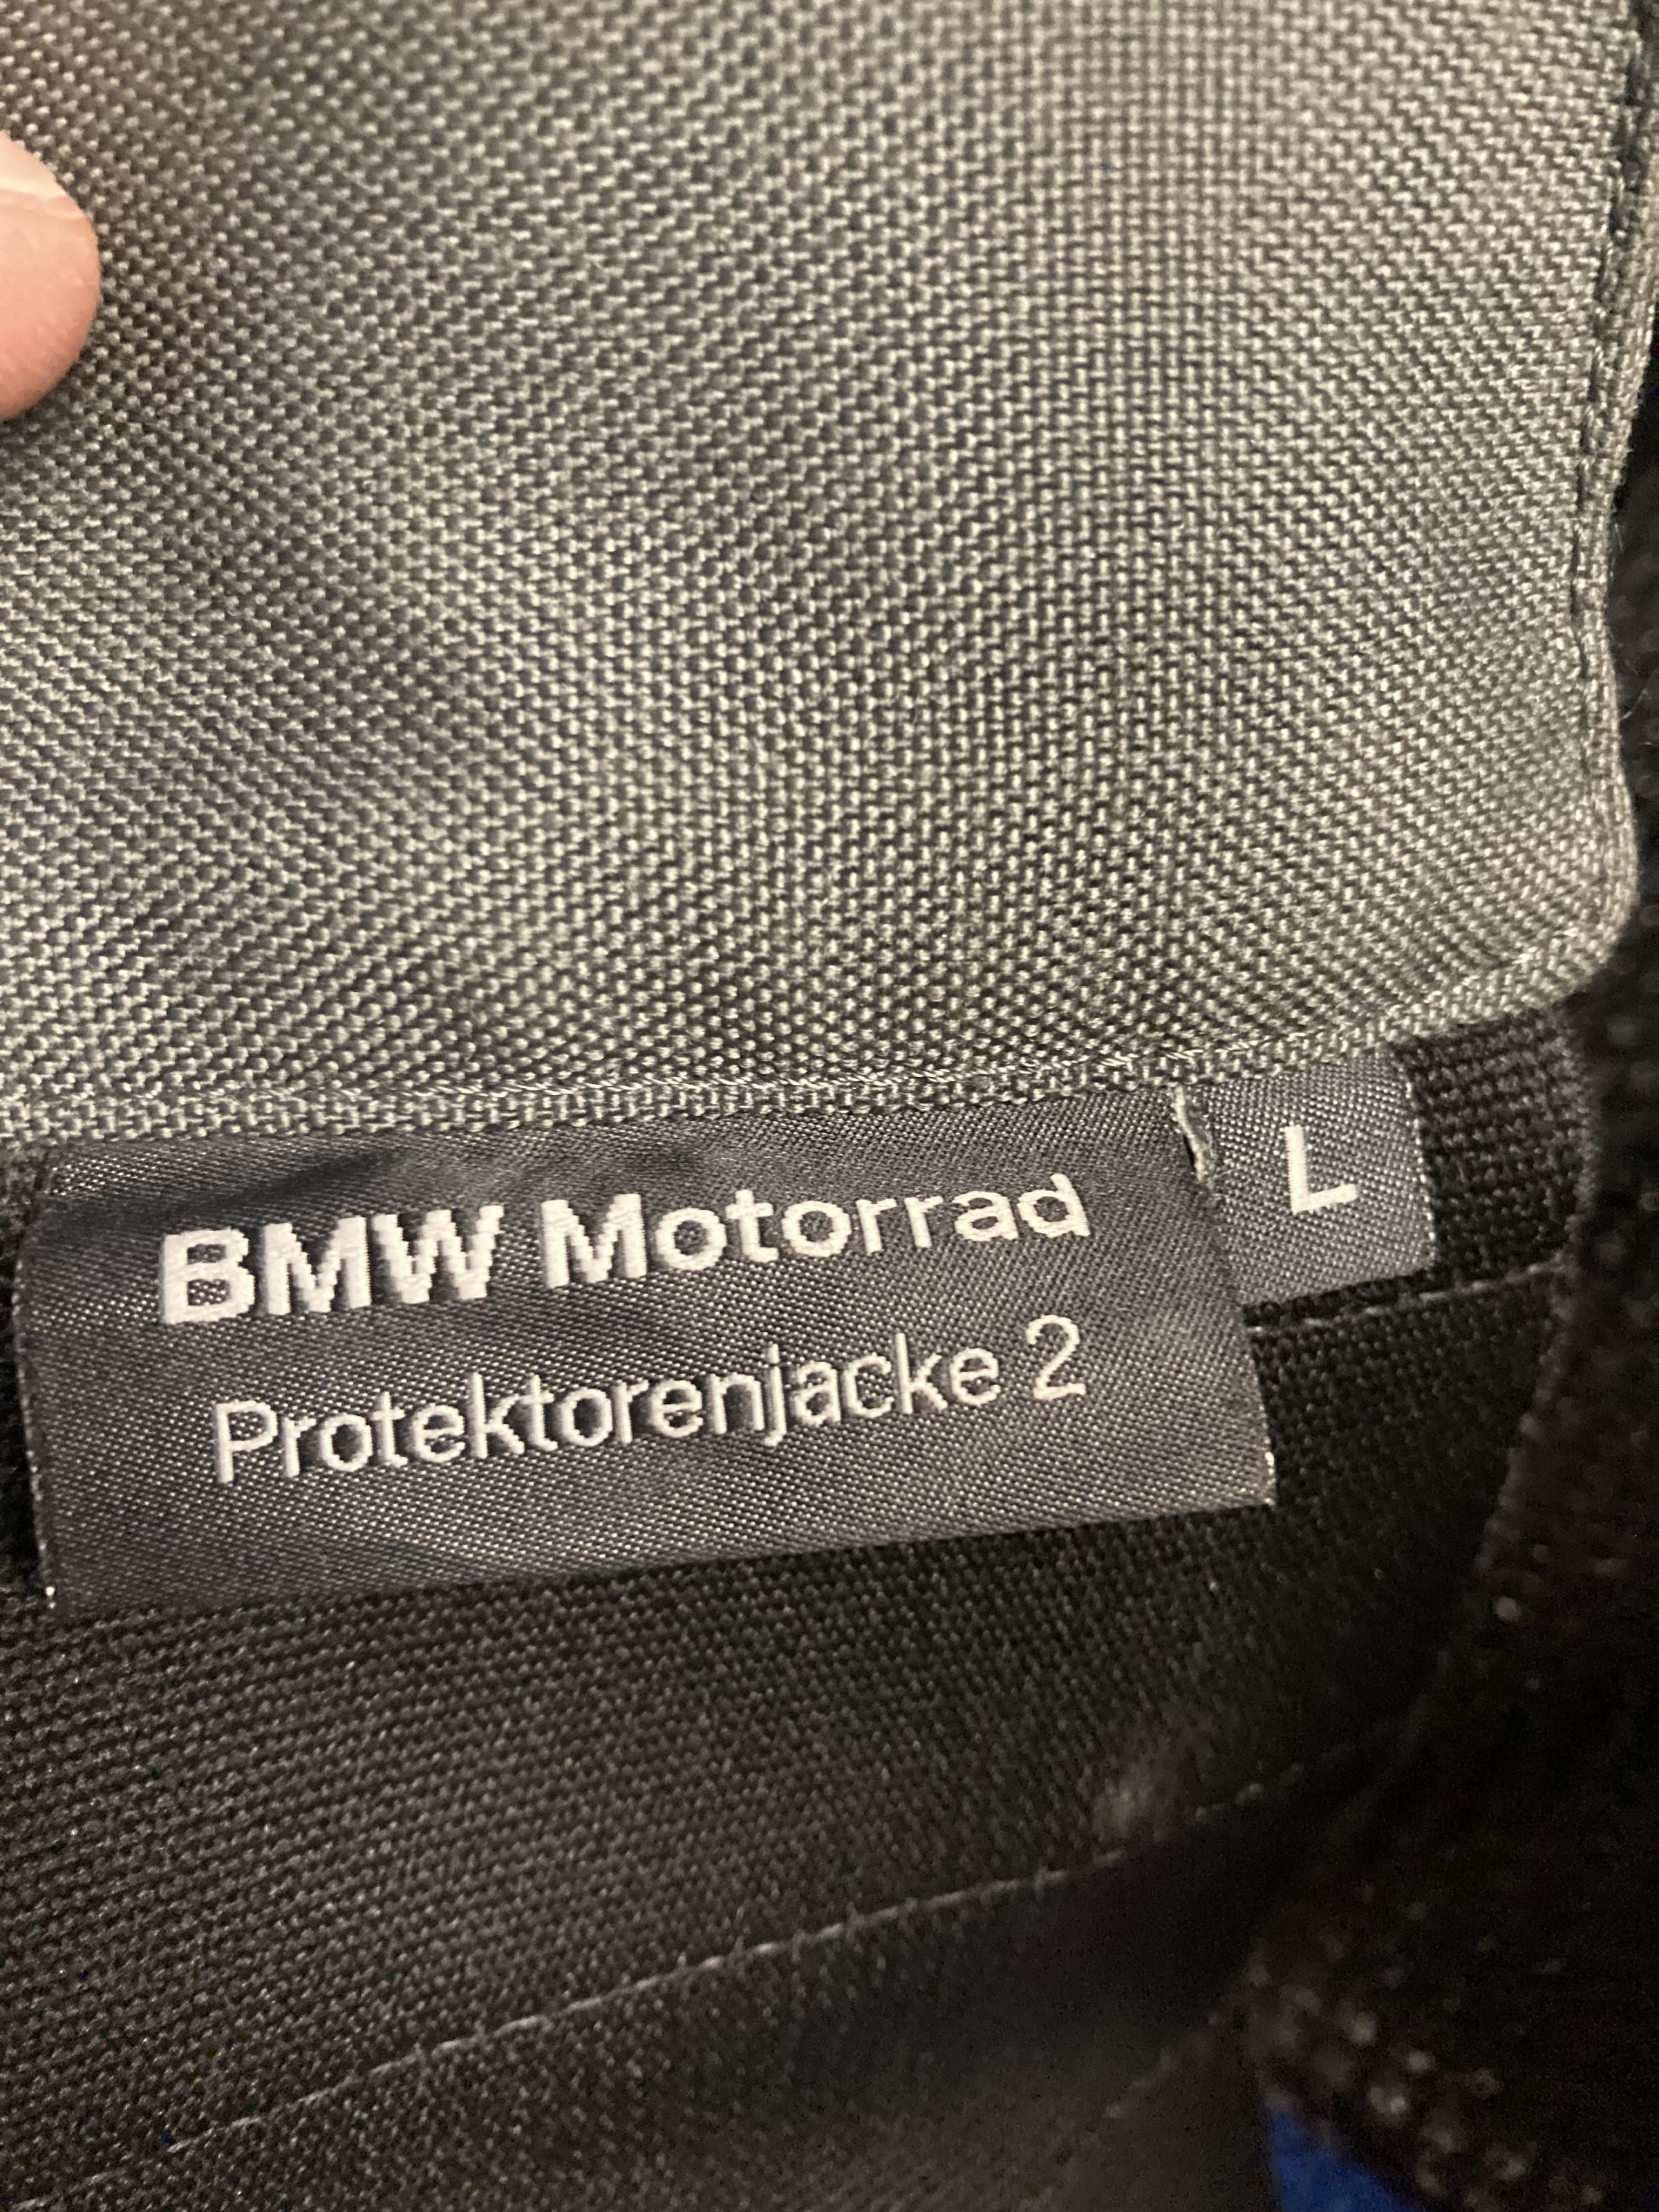 BMW Motorrad
Protektorenjacke 2
L